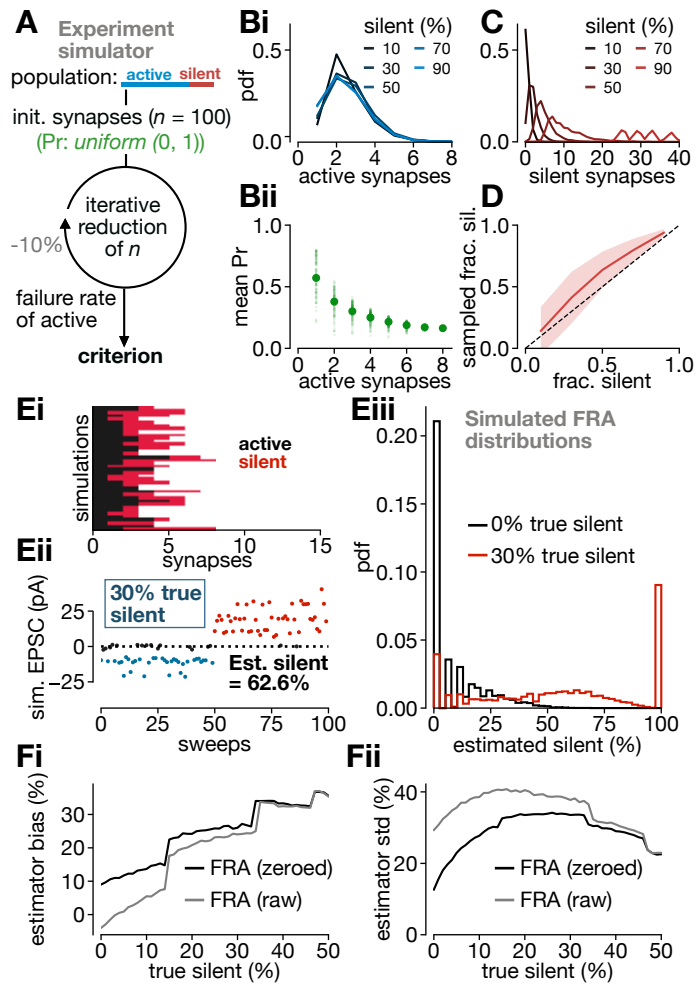 A
Experiment
simulator
population:
active silent
init. synapses (n = 100)
(Pr: uniform (0, 1))
iterative
reduction
of n
-10%
failure rate
of active
criterion
Bi
silent (%)
10 70
30 90
50
pdf
0.5
0.0
0 2 4 6 8
active synapses
C
silent (%)
10 70
30 90
50
0.5
0.0
0 10 20 30 40
silent synapses
Bii
mean Pr
1.0
0.5
0.0
0 2 4 6 8
active synapses
D
sampled frac. sil.
1.0
0.5
0.0
0.0 0.5 1.0
frac. silent
Ei
simulations
active
silent
0 5 10 15
synapses
Eii
sim. EPSC (pA)
30% true
silent
25
0
−25
Est. silent
= 62.6%
0 25 50 75 100
sweeps
Eiii
Simulated FRA
distributions
0% true silent
30% true silent
pdf
0.20
0.15
0.10
0.05
0.00
0 25 50 75 100
estimated silent (%)
Fi
estimator bias (%)
30
20
10
0
FRA (zeroed)
FRA (raw)
0 10 20 30 40 50
true silent (%)
Fii
estimator std (%)
40
20
0
FRA (zeroed)
FRA (raw)
0 10 20 30 40 50
true silent (%)